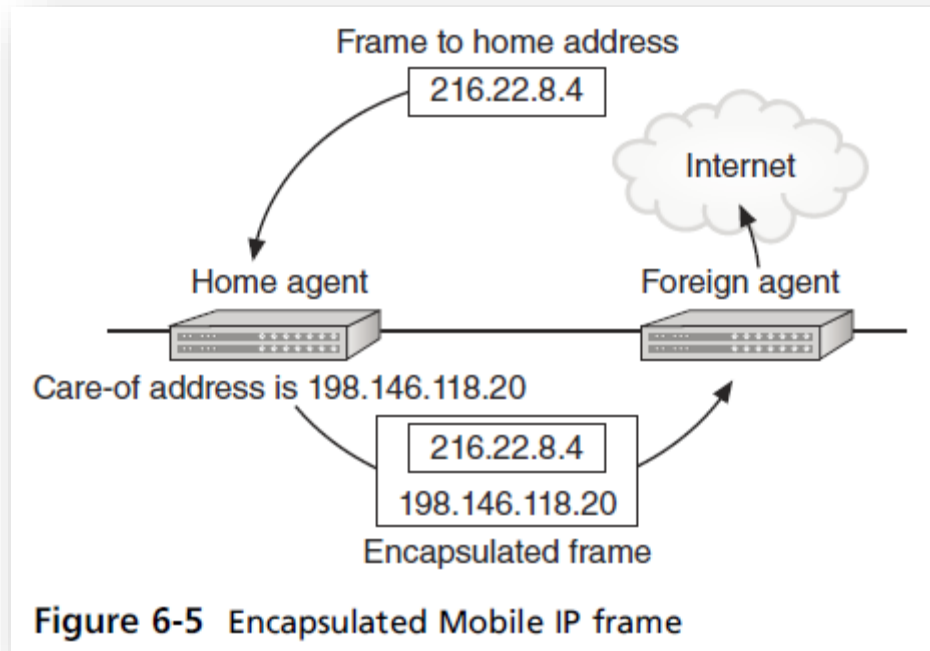 Frame to home address
216.22.8.4
Internet
Home agent
Foreign agent
Care-of address is 198.146.118.20
216.22.8.4
198.146.118.20
Encapsulated frame
Figure 6-5 Encapsulated Mobile IP frame